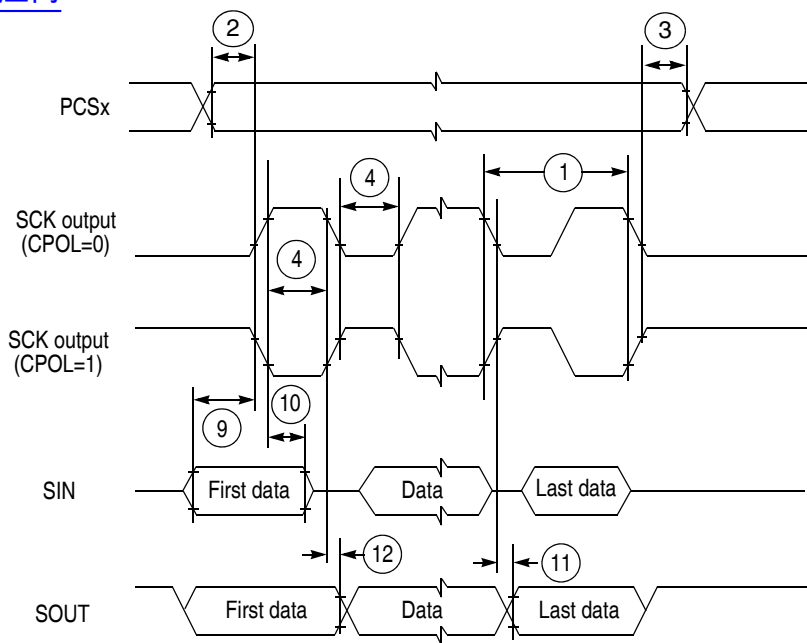 2
3
PCSx
4
1
SCK output
(CPOL=0)
4
SCK output
(CPOL=1)
10
9
SIN
First data
Data
Last data
12
11
SOUT
First data
Data
Last data